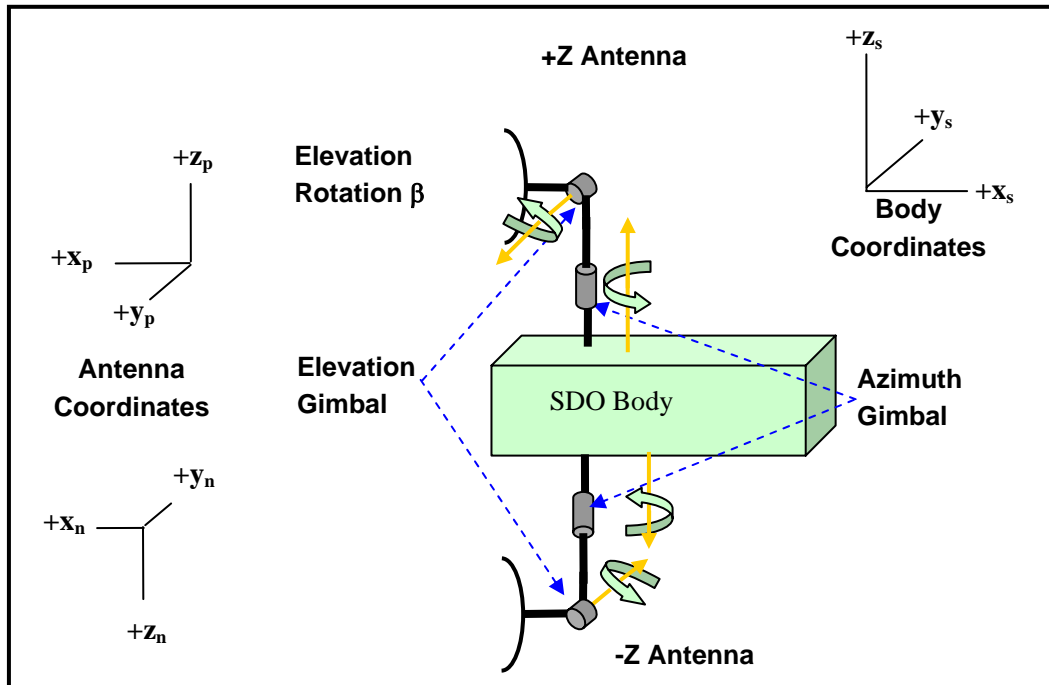 +Z Antenna
+zₛ
+yₛ
+xₛ
Body
Coordinates
Elevation
Rotation β
+zₚ
+xₚ
+yₚ
Antenna
Coordinates
Elevation
Gimbal
SDO Body
Azimuth
Gimbal
+yₙ
+xₙ
+zₙ
-Z Antenna